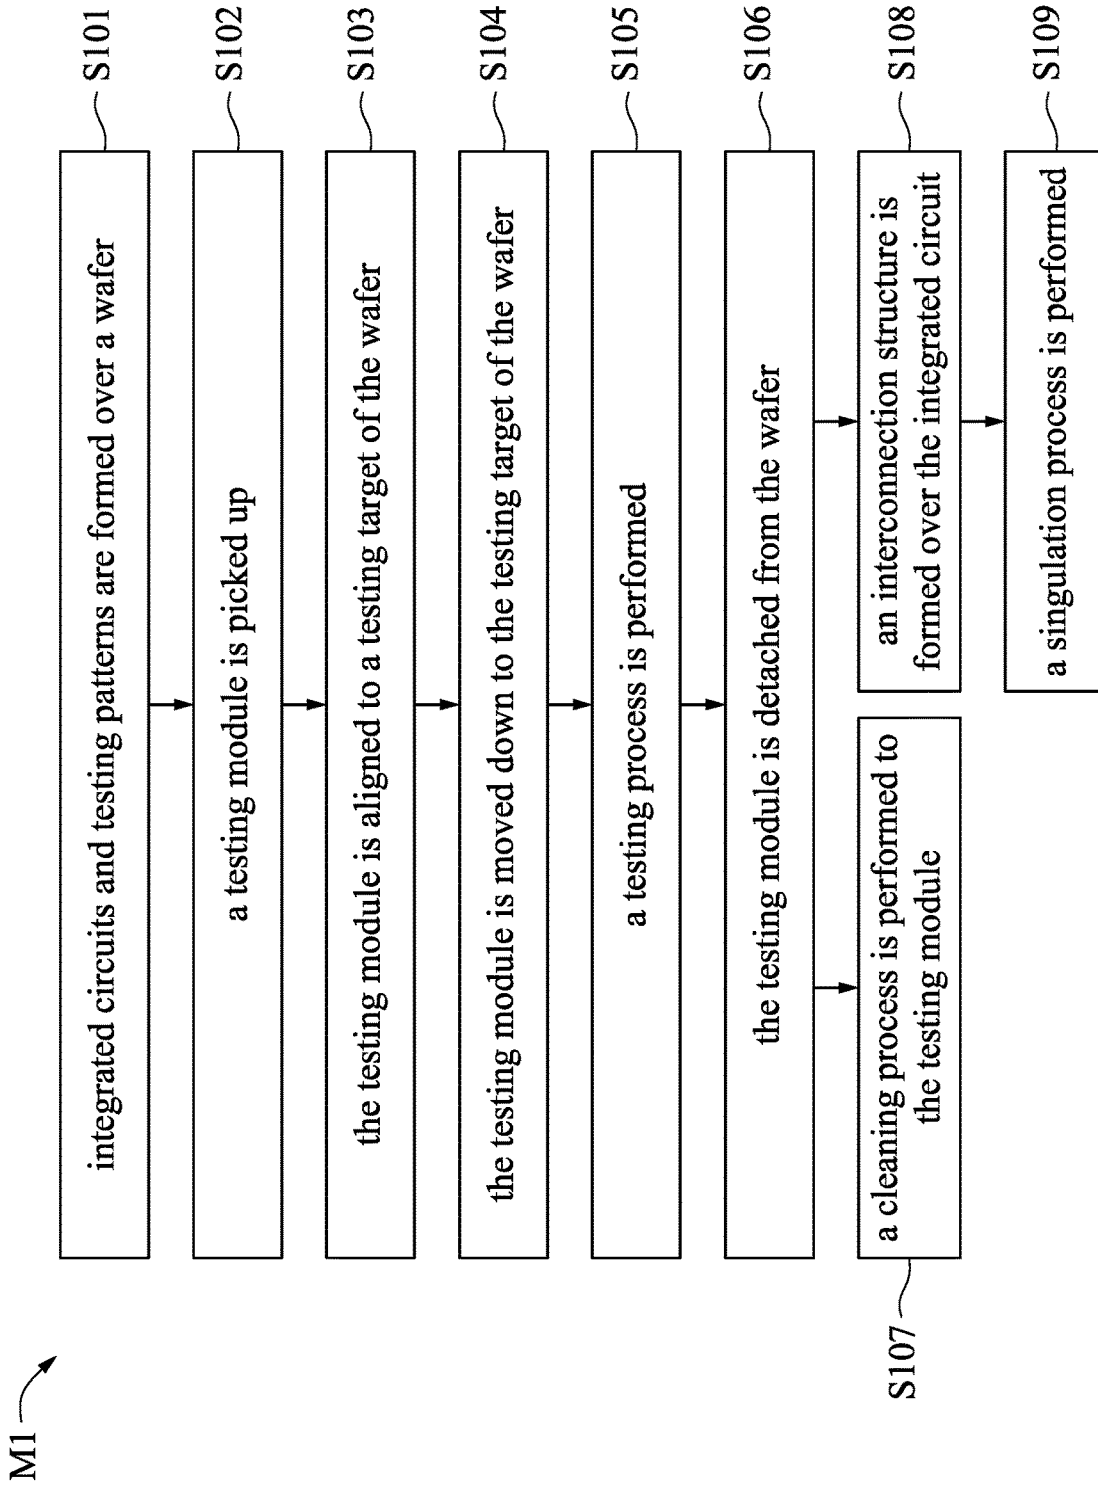 M1
integrated circuits and testing patterns are formed over a wafer
S101
a testing module is picked up
S102
the testing module is aligned to a testing target of the wafer
S103
the testing module is moved down to the testing target of the wafer
S104
a testing process is performed
S105
the testing module is detached from the wafer
S106
S107
a cleaning process is performed to
the testing module
an interconnection structure is
formed over the integrated circuit
S108
a singulation process is performed
S109